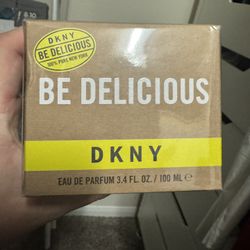 DKNY
BE DELICIOUS
100% PURE NEW YORK
BE DELICIOUS
DKNY
EAU DE PARFUM 3.4 FL. OZ. / 100 ML ℮